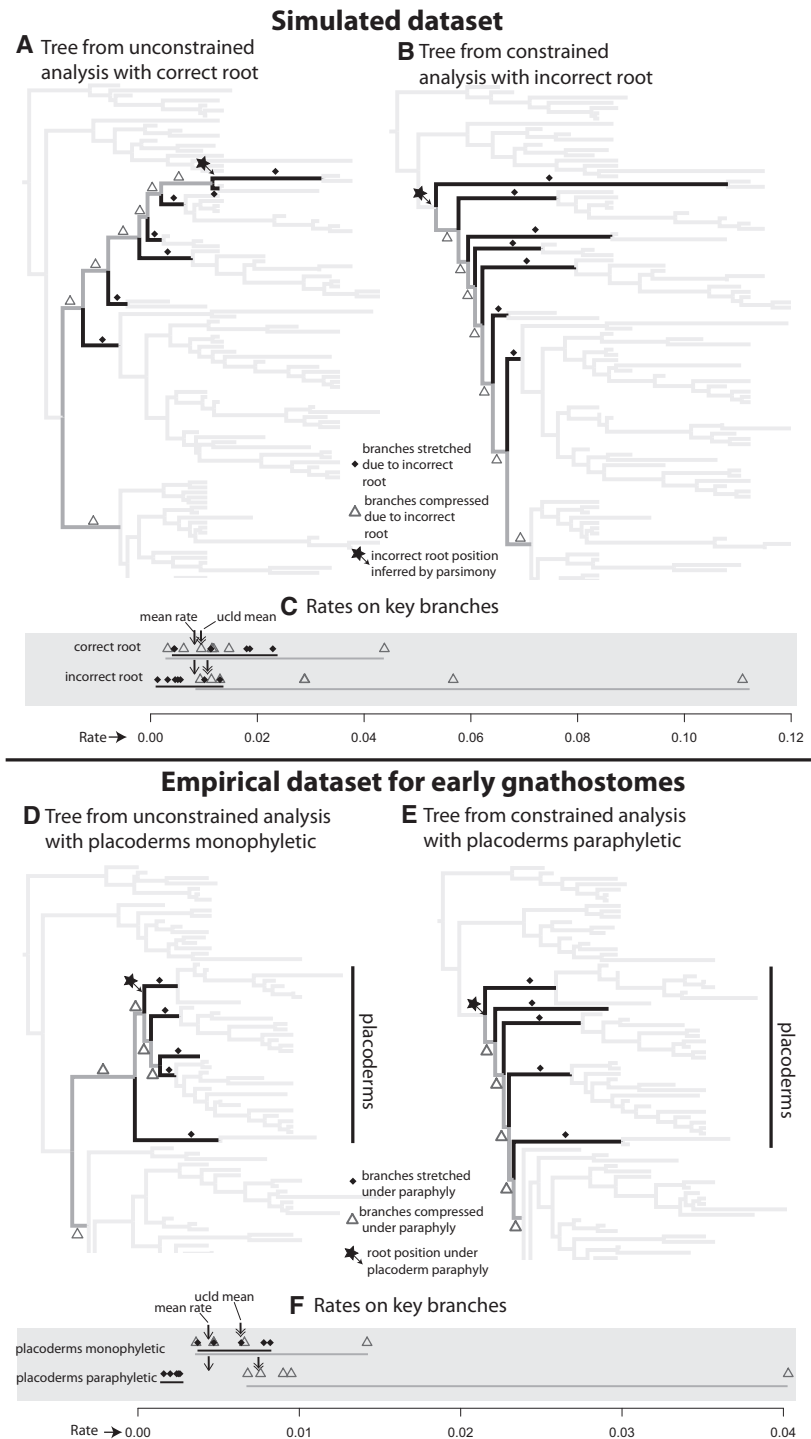 Simulated dataset
A Tree from unconstrained
analysis with correct root
B Tree from constrained
analysis with incorrect root
branches stretched
due to incorrect
root
branches compressed
due to incorrect
root
incorrect root position
inferred by parsimony
C Rates on key branches
mean rate
ucld mean
correct root
incorrect root
Rate
0.00
0.02
0.04
0.06
0.08
0.10
0.12
Empirical dataset for early gnathostomes
D Tree from unconstrained analysis
with placoderms monophyletic
E Tree from constrained analysis
with placoderms paraphyletic
placoderms
placoderms
branches stretched
under paraphyly
branches compressed
under paraphyly
root position under
placoderm paraphyly
F Rates on key branches
ucld mean
mean rate
placoderms monophyletic
placoderms paraphyletic
Rate
0.00
0.01
0.02
0.03
0.04